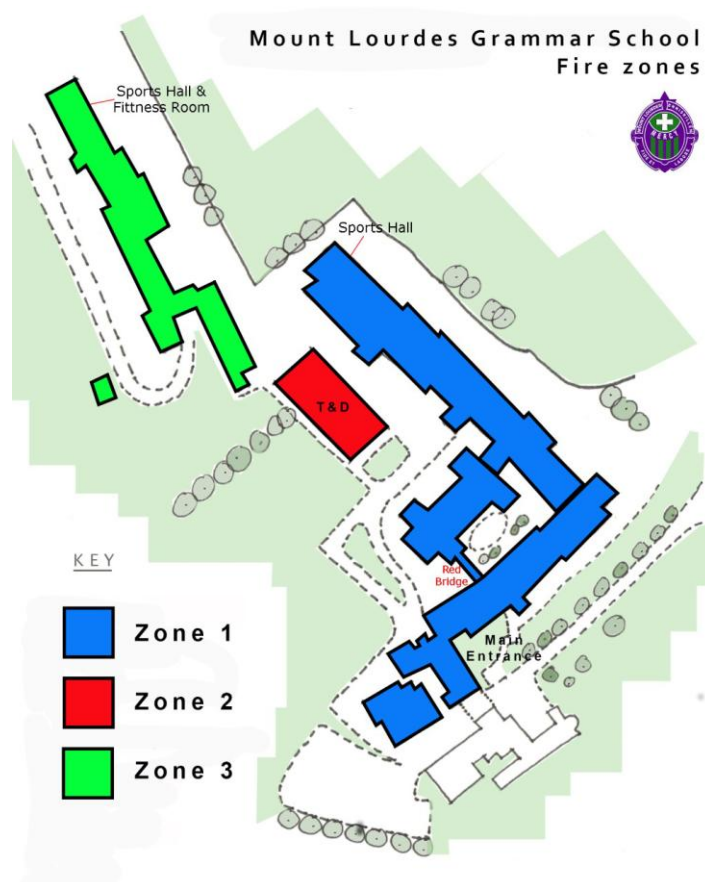 Mount Lourdes Grammar School
Fire zones
Sports Hall &
Fittness Room
Sports Hall
T & D
Red
Bridge
Main
Entrance
KEY
Zone 1
Zone 2
Zone 3